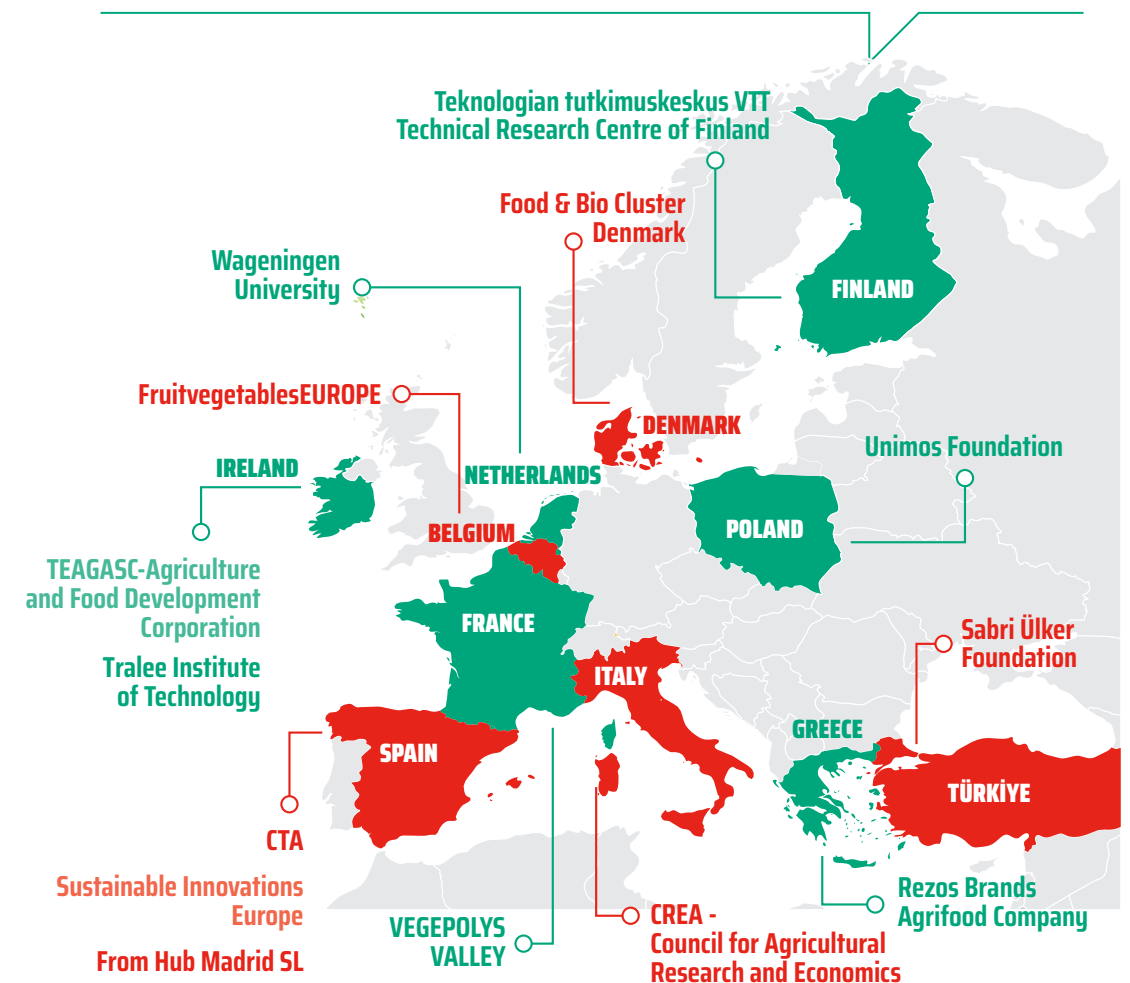 Teknologian tutkimuskeskus VTT
Technical Research Centre of Finland
Food & Bio Cluster
Denmark
Wageningen
University
FINLAND
FruitvegetablesEUROPE
DENMARK
Unimos Foundation
IRELAND
NETHERLANDS
BELGIUM
POLAND
TEAGASC-Agriculture
and Food Development
Corporation
Tralee Institute
of Technology
FRANCE
Sabri Ülker
Foundation
ITALY
GREECE
SPAIN
TÜRKİYE
CTA
Sustainable Innovations
Europe
From Hub Madrid SL
VEGEPOLYS
VALLEY
CREA -
Council for Agricultural
Research and Economics
Rezos Brands
Agrifood Company